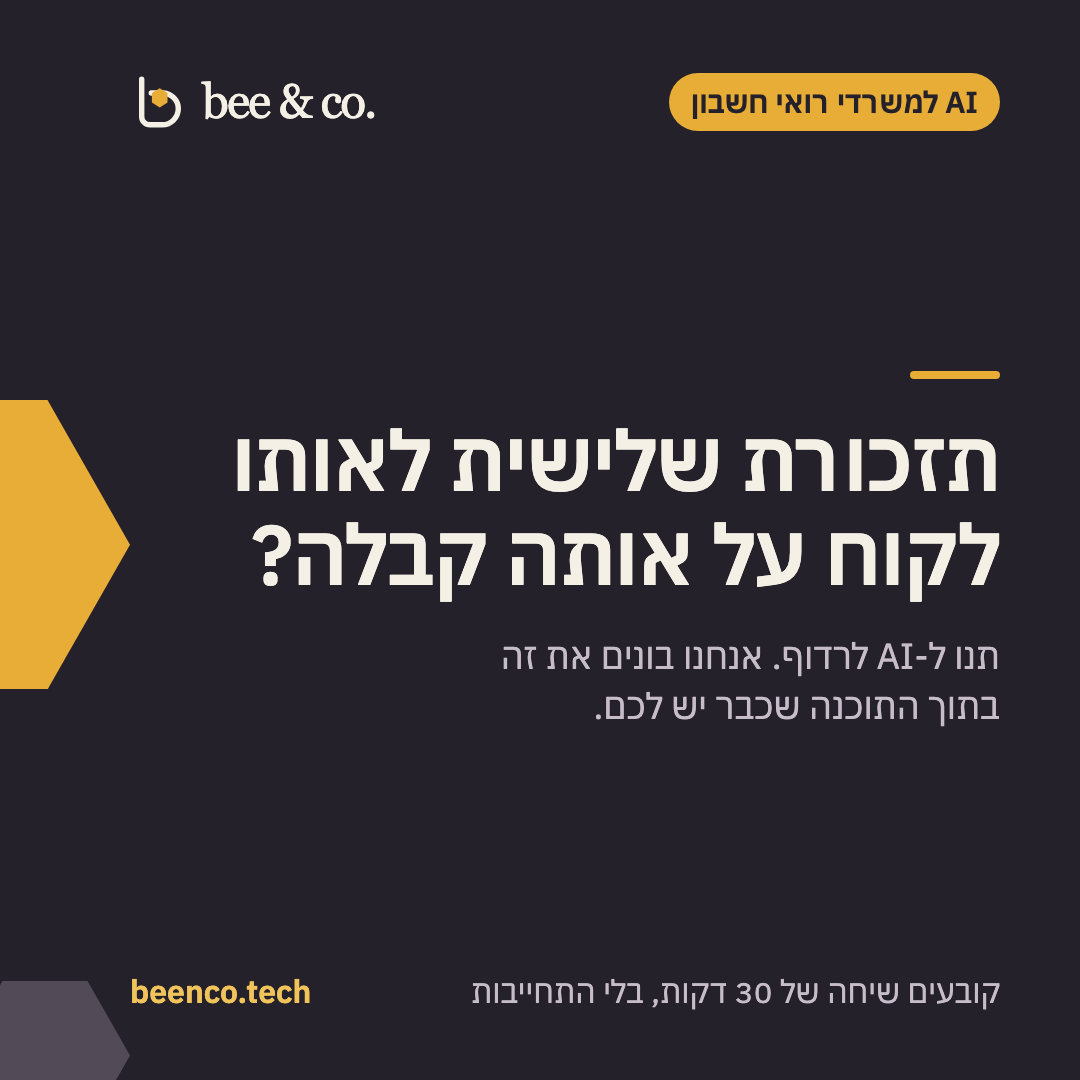 AI למשרדי רואי חשבון
bee & co.
תזכורת שלישית לאותו
לקוח על אותה קבלה?
תנו ל-AI לרדוף. אנחנו בונים את זה
בתוך התוכנה שכבר יש לכם.
קובעים שיחה של 30 דקות, בלי התחייבות
beenco.tech